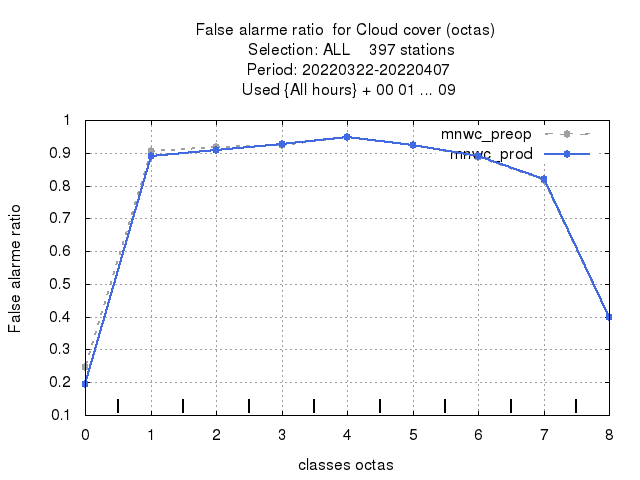 False alarme ratio  for Cloud cover (octas)
Selection: ALL    397 stations
Period: 20220322-20220407
Used {All hours} + 00 01 ... 09
mnwc_preop
mnwc_prod
1
0.9
0.8
0.7
0.6
0.5
0.4
0.3
0.2
0.1
False alarme ratio
0 1 2 3 4 5 6 7 8
classes octas